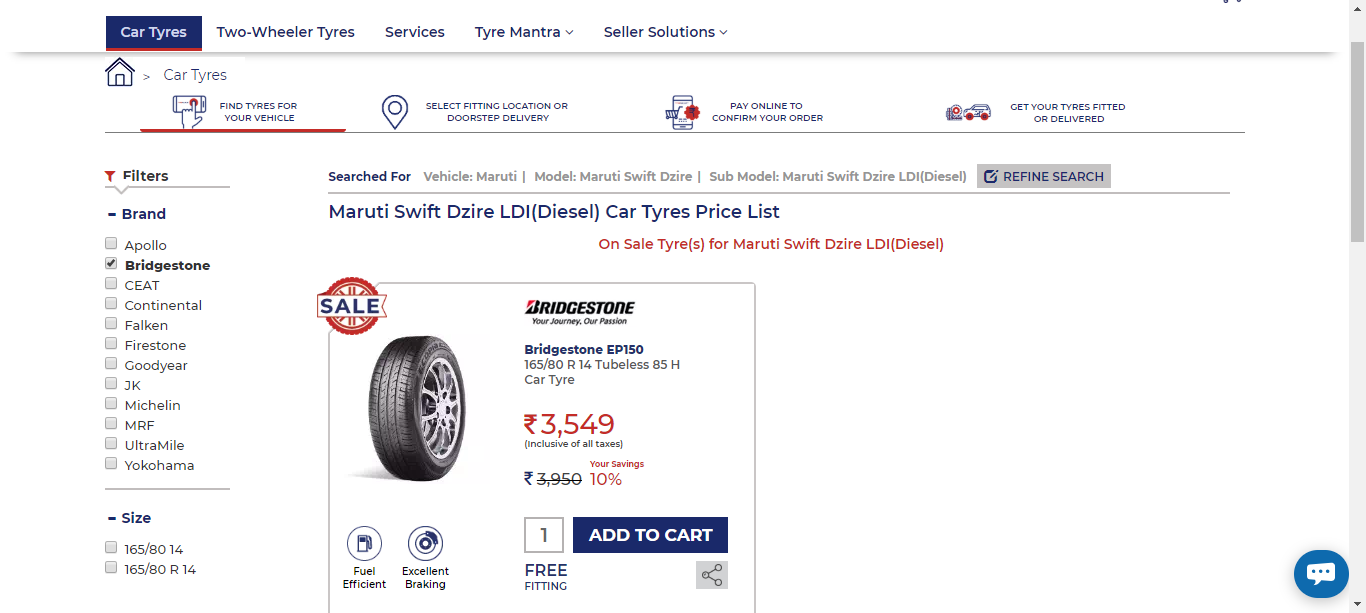 Car Tyres
Two-Wheeler Tyres
Services
Tyre Mantra
Seller Solutions
> Car Tyres
FIND TYRES FOR
YOUR VEHICLE
SELECT FITTING LOCATION OR
DOORSTEP DELIVERY
PAY ONLINE TO
CONFIRM YOUR ORDER
GET YOUR TYRES FITTED
OR DELIVERED
Filters
Brand
Apollo
Bridgestone
CEAT
Continental
Falken
Firestone
Goodyear
JK
Michelin
MRF
UltraMile
Yokohama
Size
165/80 14
165/80 R 14
Searched For Vehicle: Maruti | Model: Maruti Swift Dzire | Sub Model: Maruti Swift Dzire LDI(Diesel)
REFINE SEARCH
Maruti Swift Dzire LDI(Diesel) Car Tyres Price List
On Sale Tyre(s) for Maruti Swift Dzire LDI(Diesel)
SALE
BRIDGESTONE
Your Journey, Our Passion
Bridgestone EP150
165/80 R 14 Tubeless 85 H
Car Tyre
₹3,549
(Inclusive of all taxes)
Your Savings
₹ 3,950 10%
1
ADD TO CART
FREE
FITTING
Fuel
Efficient
Excellent
Braking